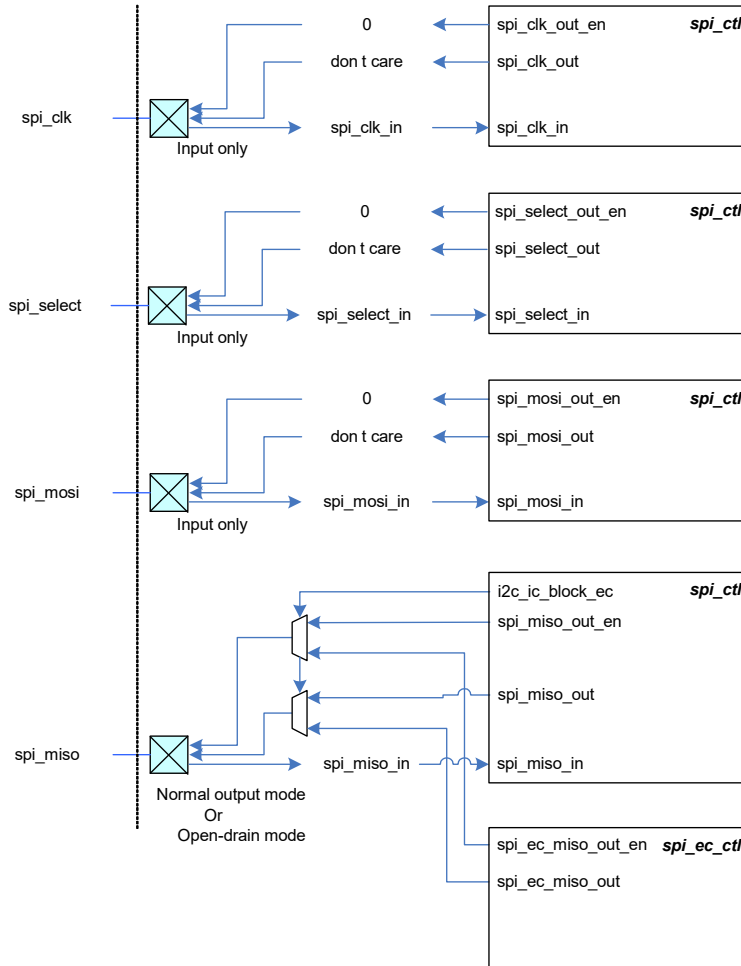 0
spi_clk_out_en
spi_ctl
don t care
spi_clk_out
spi_clk
spi_clk_in
spi_clk_in
Input only
0
spi_select_out_en
spi_ctl
don t care
spi_select_out
spi_select
spi_select_in
spi_select_in
Input only
0
spi_mosi_out_en
spi_ctl
don t care
spi_mosi_out
spi_mosi
spi_mosi_in
spi_mosi_in
Input only
i2c_ic_block_ec
spi_ctl
spi_miso_out_en
spi_miso_out
spi_miso
spi_miso_in
spi_miso_in
Normal output mode
Or
Open-drain mode
spi_ec_miso_out_en
spi_ec_ctl
spi_ec_miso_out